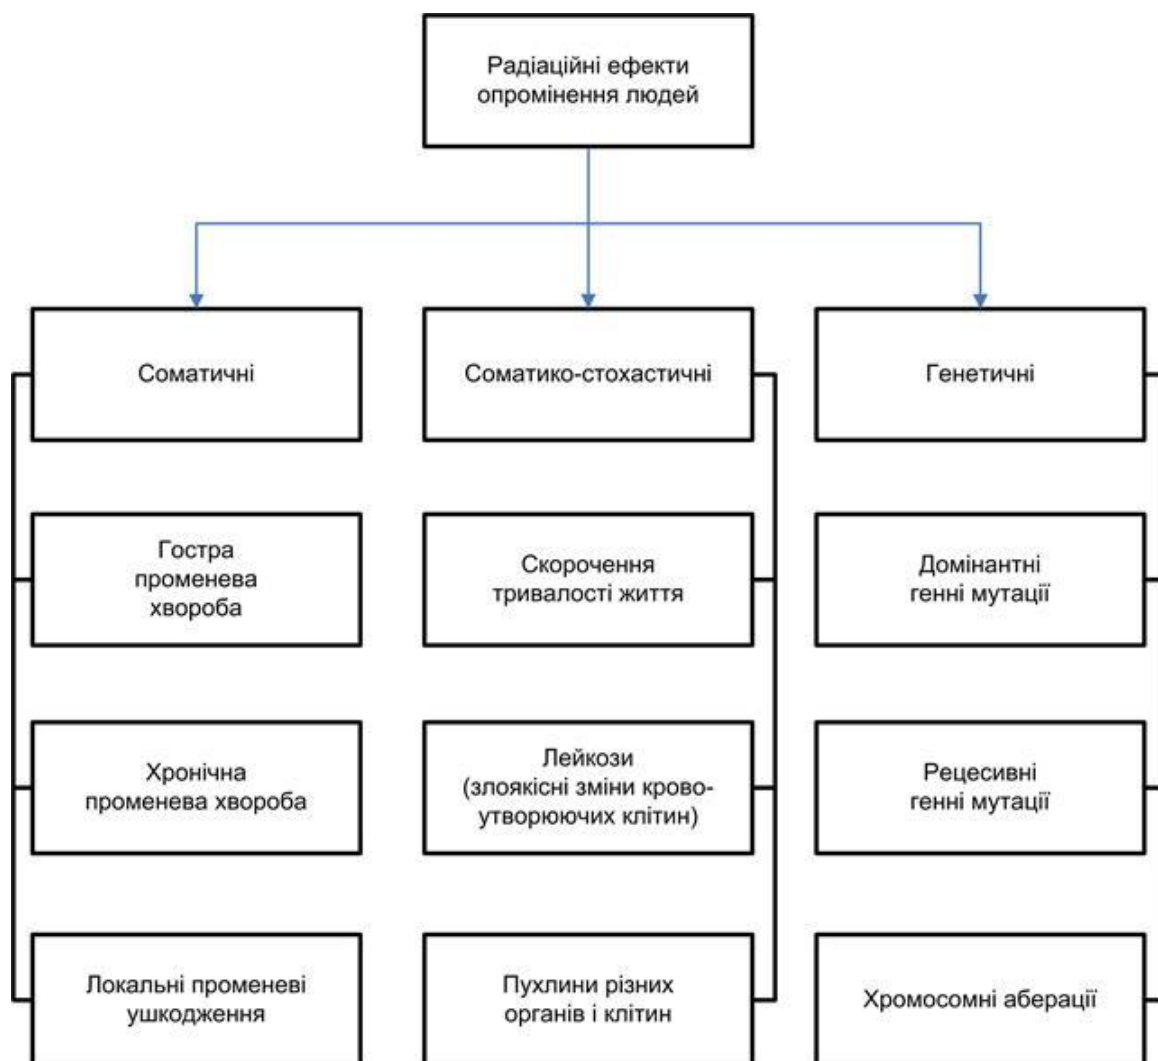 Радіаційні ефекти
опромінення людей
Соматичні
Соматико-стохастичні
Генетичні
Гостра
променева
хвороба
Скорочення
тривалості життя
Домінантні
генні мутації
Хронічна
променева хвороба
Лейкози
(злоякісні зміни крово-
утворюючих клітин)
Рецесивні
генні мутації
Локальні променеві
ушкодження
Пухлини різних
органів і клітин
Хромосомні аберації